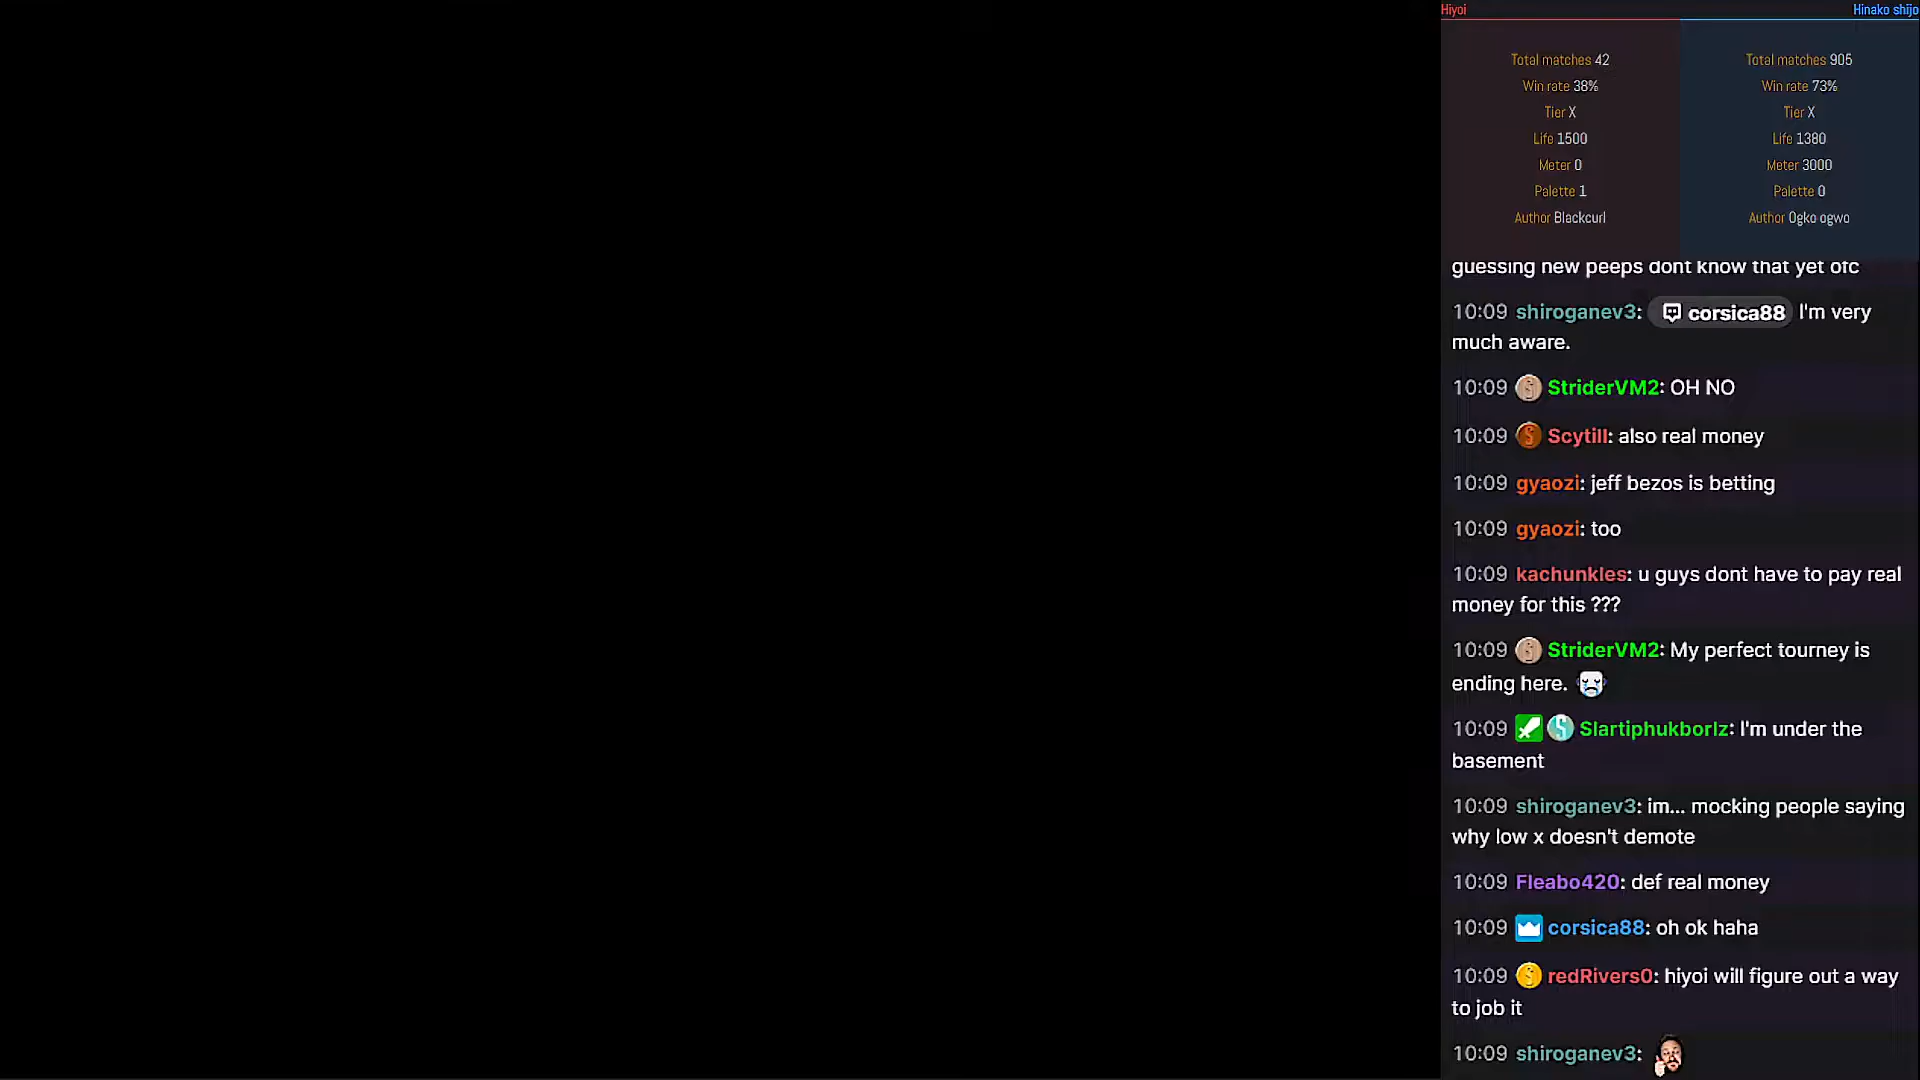 Hiyoi
Hinako shijo
Total matches 42
Win rate 38%
Tier X
Life 1500
Meter 0
Palette 1
Author Blackcurl
Total matches 905
Win rate 73%
Tier X
Life 1380
Meter 3000
Palette 0
Author Ogko ogwo
guessing new peeps dont know that yet ofc
10:09 shiroganev3: corsica88 I'm very
much aware.
10:09 StriderVM2: OH NO
10:09 Scytill: also real money
10:09 gyaozi: jeff bezos is betting
10:09 gyaozi: too
10:09 kachunkles: u guys dont have to pay real
money for this ???
10:09 StriderVM2: My perfect tourney is
ending here.
10:09 Slartiphukborlz: I'm under the
basement
10:09 shiroganev3: im... mocking people saying
why low x doesn't demote
10:09 Fleabo420: def real money
10:09 corsica88: oh ok haha
10:09 redRivers0: hiyoi will figure out a way
to job it
10:09 shiroganev3: